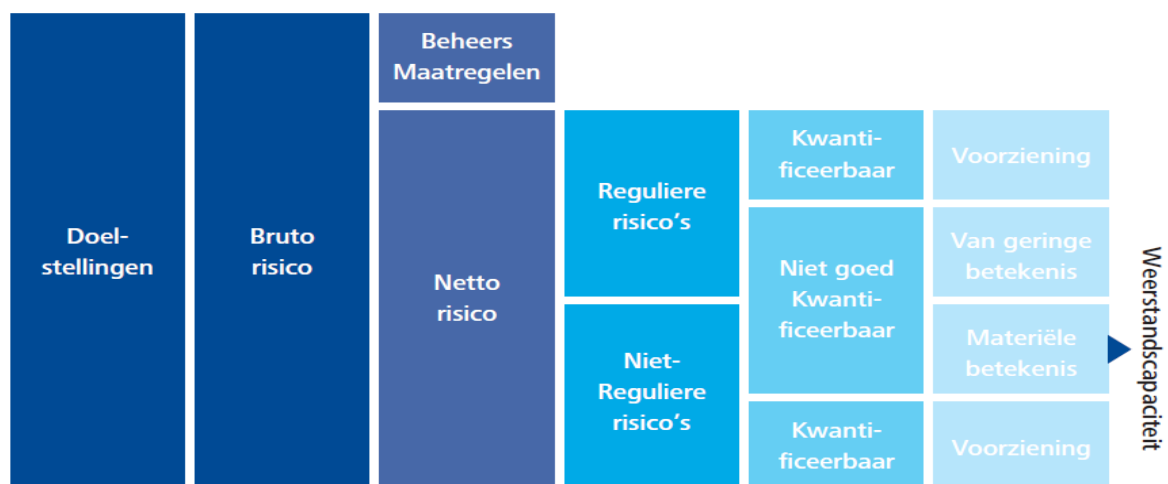 Doel-
stellingen
Bruto
risico
Beheers
Maatregelen
Netto
risico
Reguliere
risico's
Niet-
Reguliere
risico's
Kwanti-
ficeerbaar
Niet goed
Kwanti-
ficeerbaar
Kwanti-
ficeerbaar
Voorziening
Van geringe
betekenis
Materiële
betekenis
Voorziening
Weerstandscapaciteit